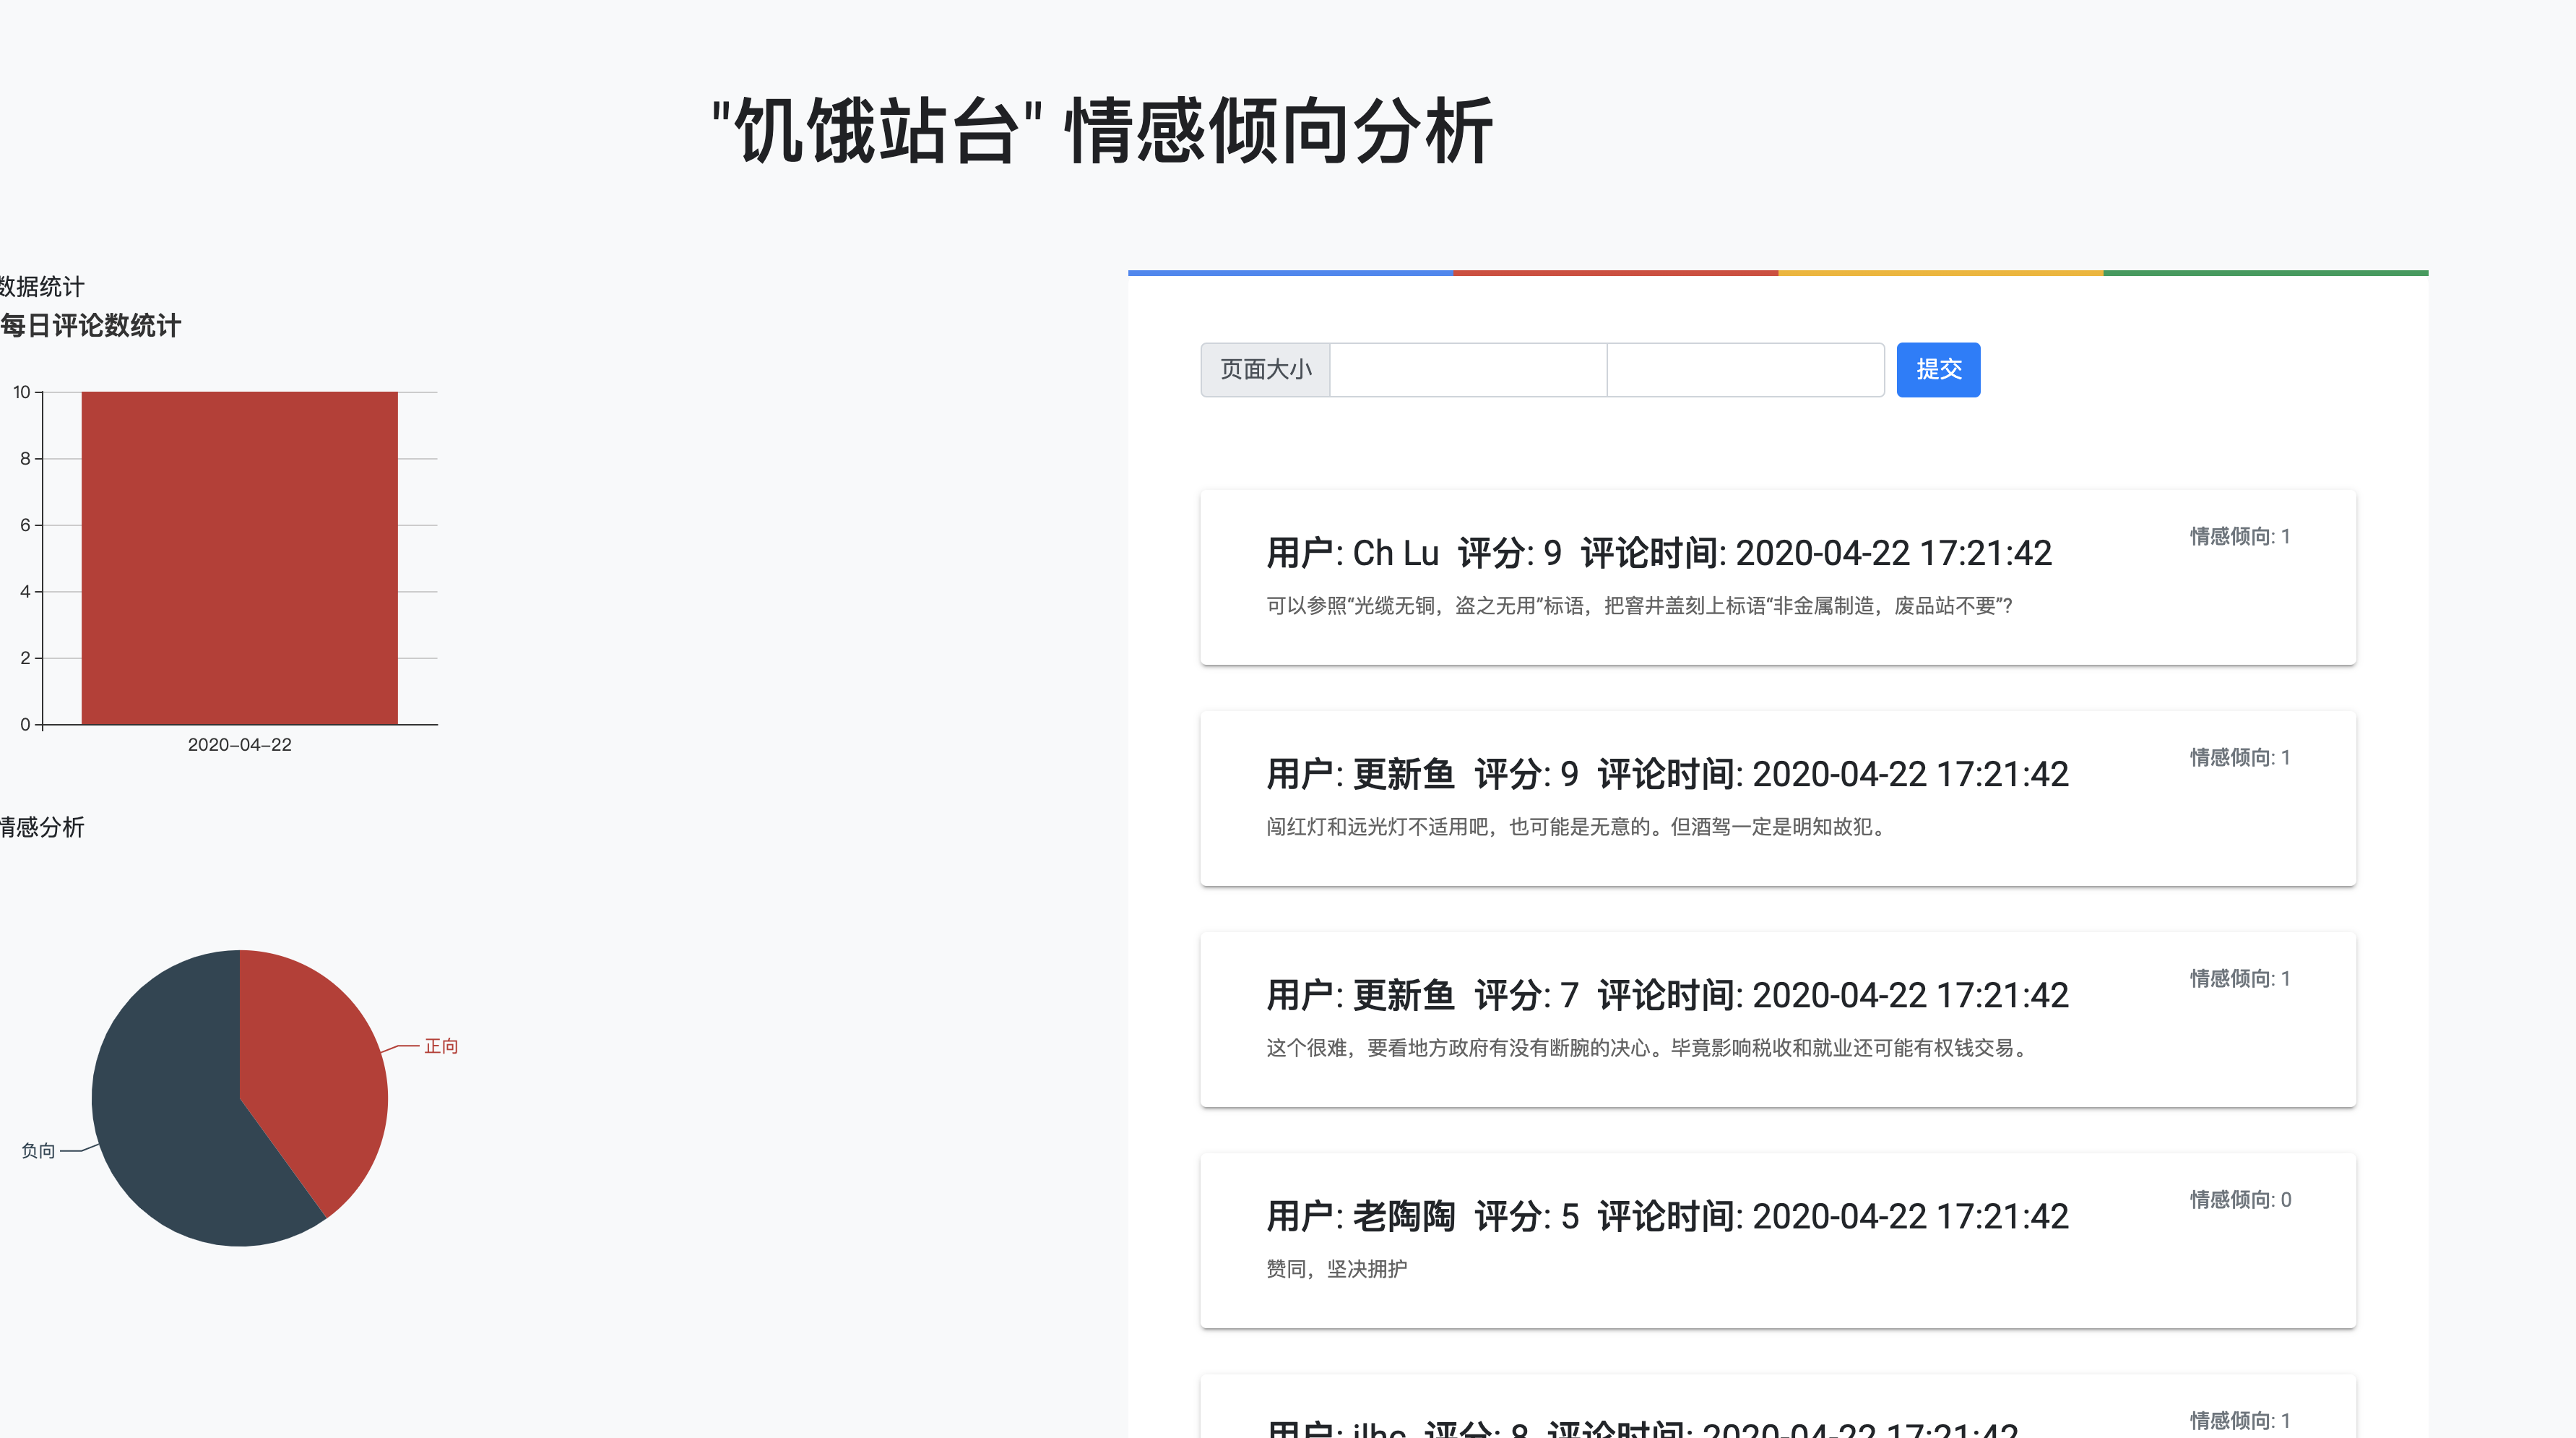 "饥饿站台" 情感倾向分析
数据统计
每日评论数统计
10
8
6
4
2
0
2020-04-22
情感分析
正向
负向
页面大小
提交
用户: Ch Lu 评分: 9 评论时间: 2020-04-22 17:21:42
情感倾向: 1
可以参照“光缆无铜，盗之无用”标语，把窨井盖刻上标语“非金属制造，废品站不要”?
用户: 更新鱼 评分: 9 评论时间: 2020-04-22 17:21:42
情感倾向: 1
闯红灯和远光灯不适用吧，也可能是无意的。但酒驾一定是明知故犯。
用户: 更新鱼 评分: 7 评论时间: 2020-04-22 17:21:42
情感倾向: 1
这个很难，要看地方政府有没有断腕的决心。毕竟影响税收和就业还可能有权钱交易。
用户: 老陶陶 评分: 5 评论时间: 2020-04-22 17:21:42
情感倾向: 0
赞同，坚决拥护
用户: 评分: 8 评论时间: 2020-04-22 17:21:42
情感倾向: 1